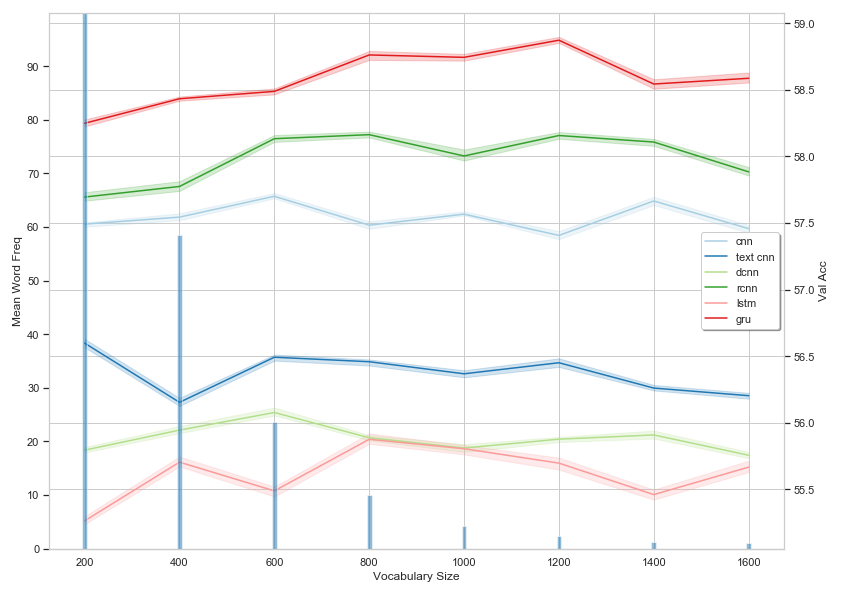 Mean Word Freq
90
80
70
60
50
40
30
20
10
0
200 400 600 800 1000 1200 1400 1600
Vocabulary Size
59.0
58.5
58.0
57.5
57.0
56.5
56.0
55.5
Val Acc
cnn
text cnn
dcnn
rcnn
lstm
gru